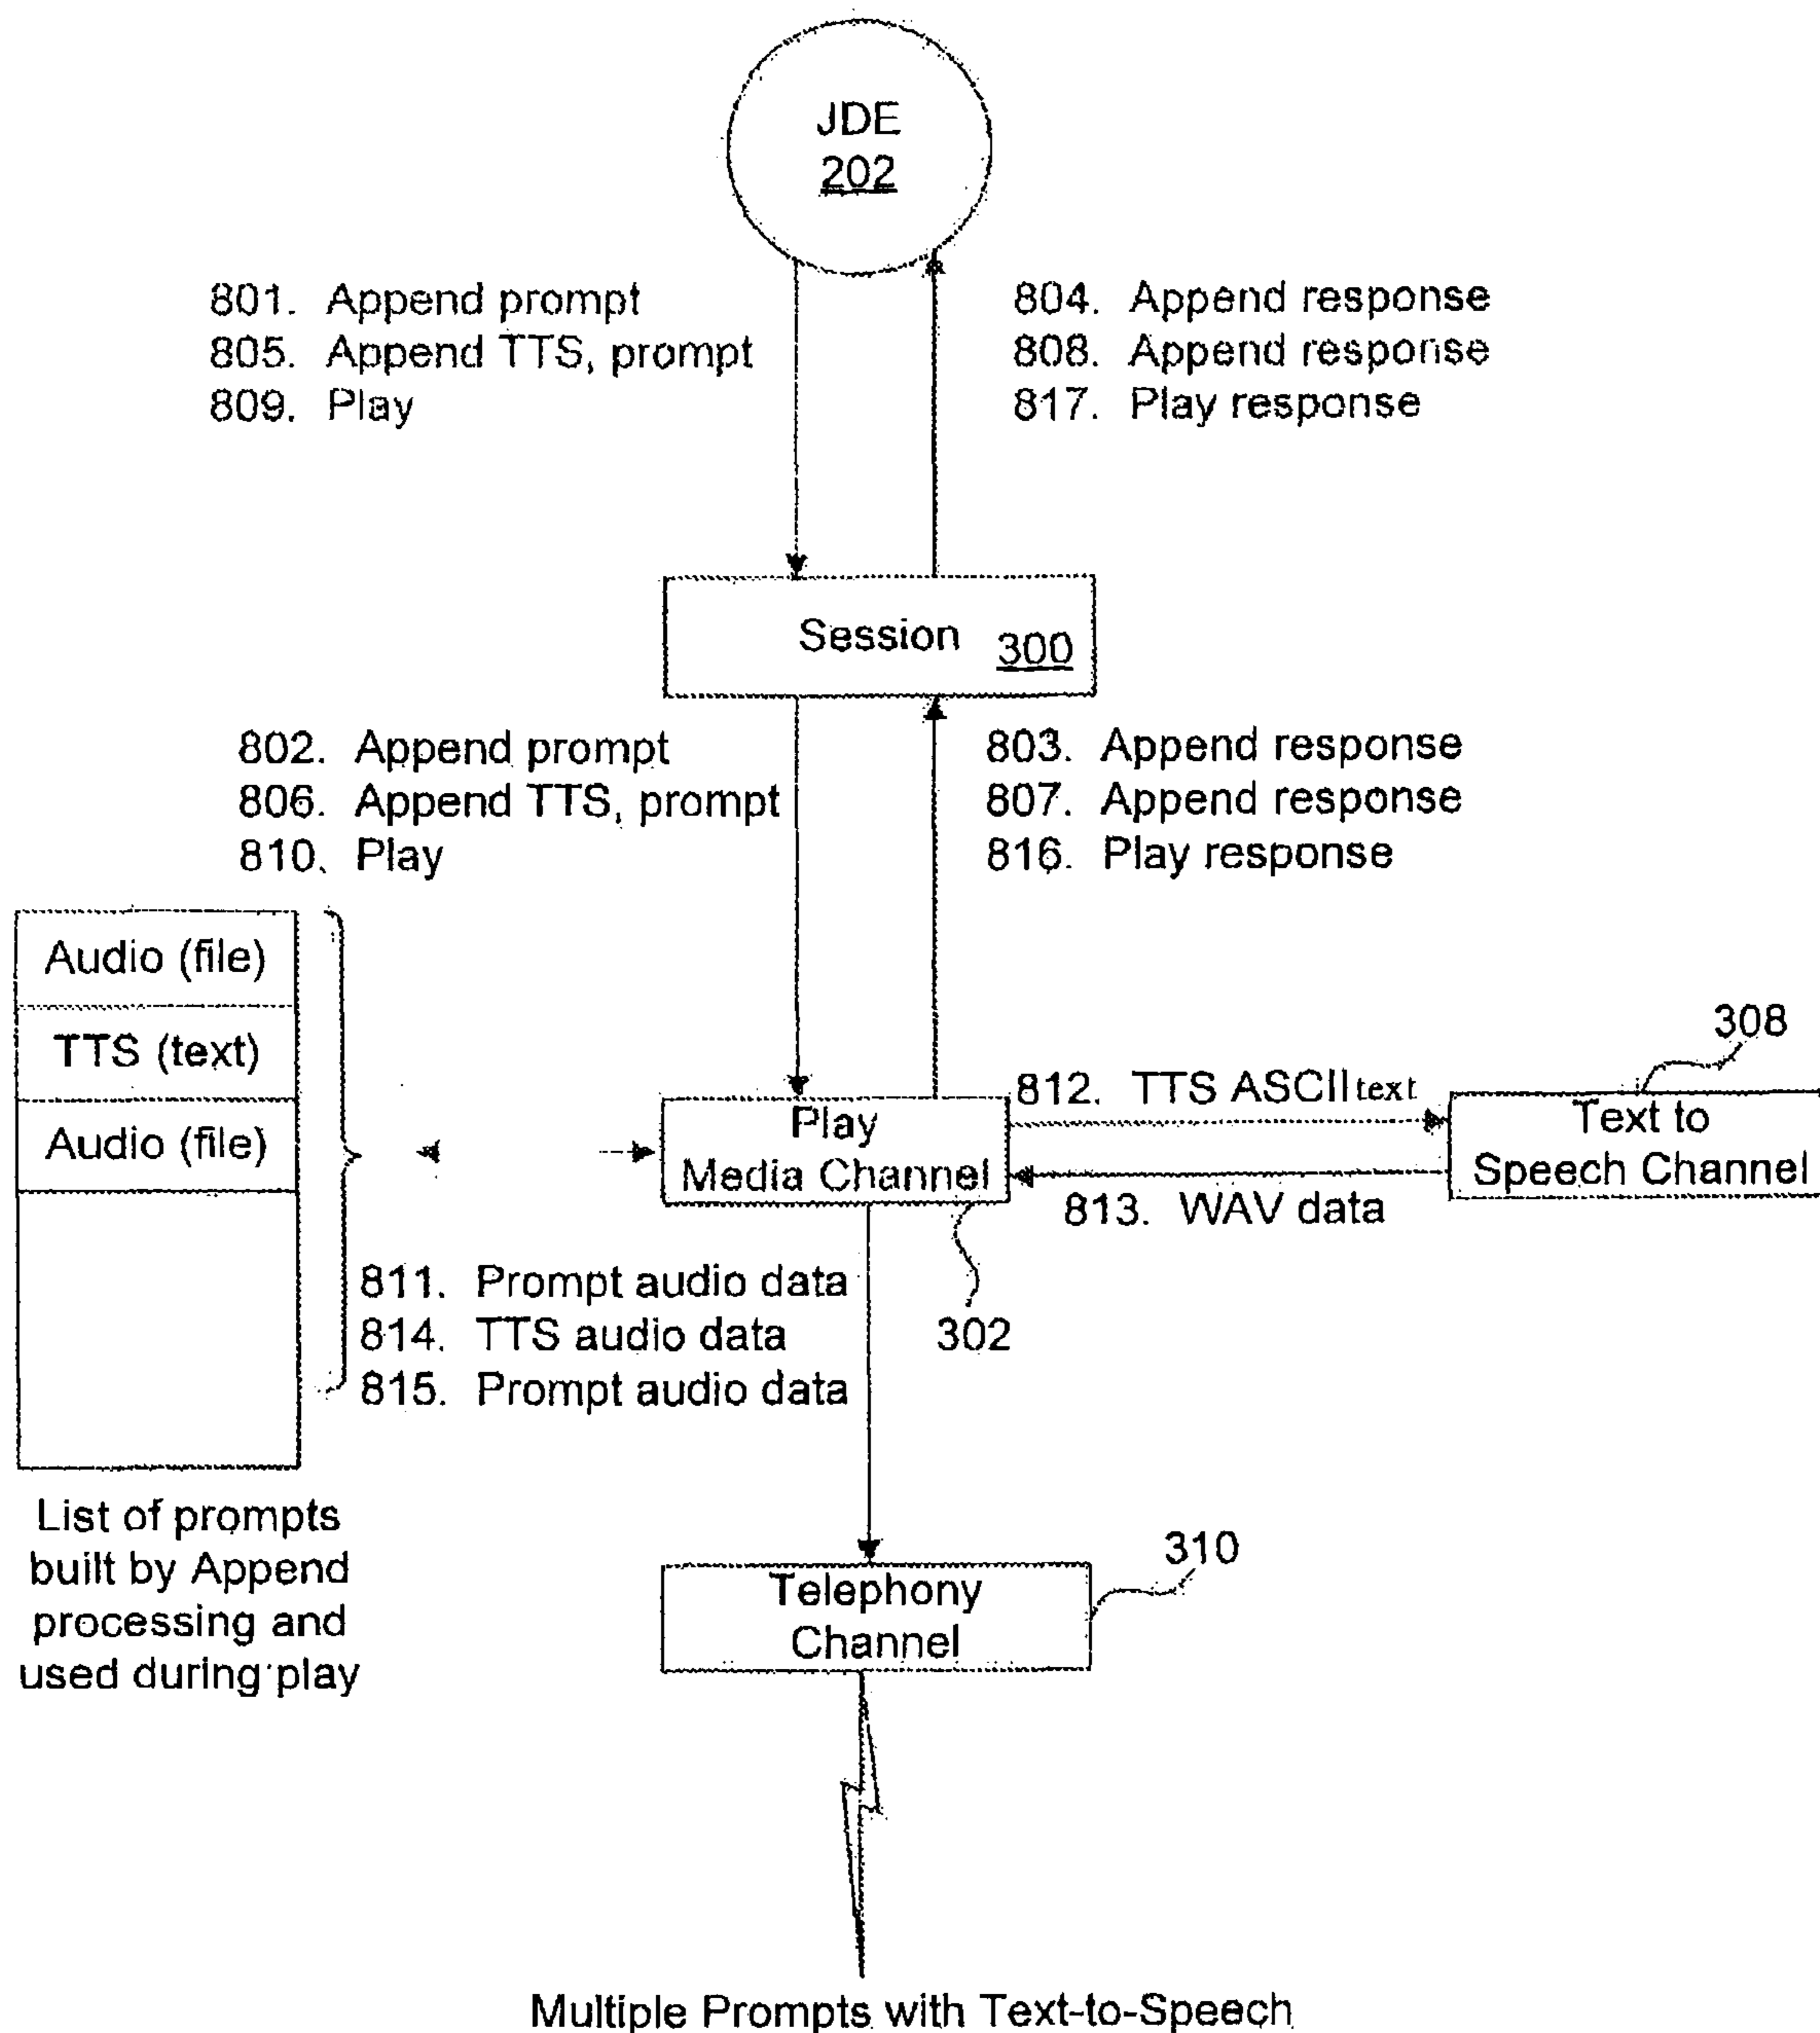 JDE
202
801. Append prompt
805. Append TTS, prompt
809. Play
804. Append response
808. Append response
817. Play response
Session 300
802. Append prompt
806. Append TTS, prompt
810. Play
803. Append response
807. Append response
816. Play response
Audio (file)
TTS (text)
Audio (file)
308
812. TTS ASCII text
Play
Media Channel
Text to
Speech Channel
813. WAV data
811. Prompt audio data
814. TTS audio data
815. Prompt audio data
302
List of prompts
built by Append
processing and
used during play
310
Telephony
Channel
Multiple Prompts with Text-to-Speech